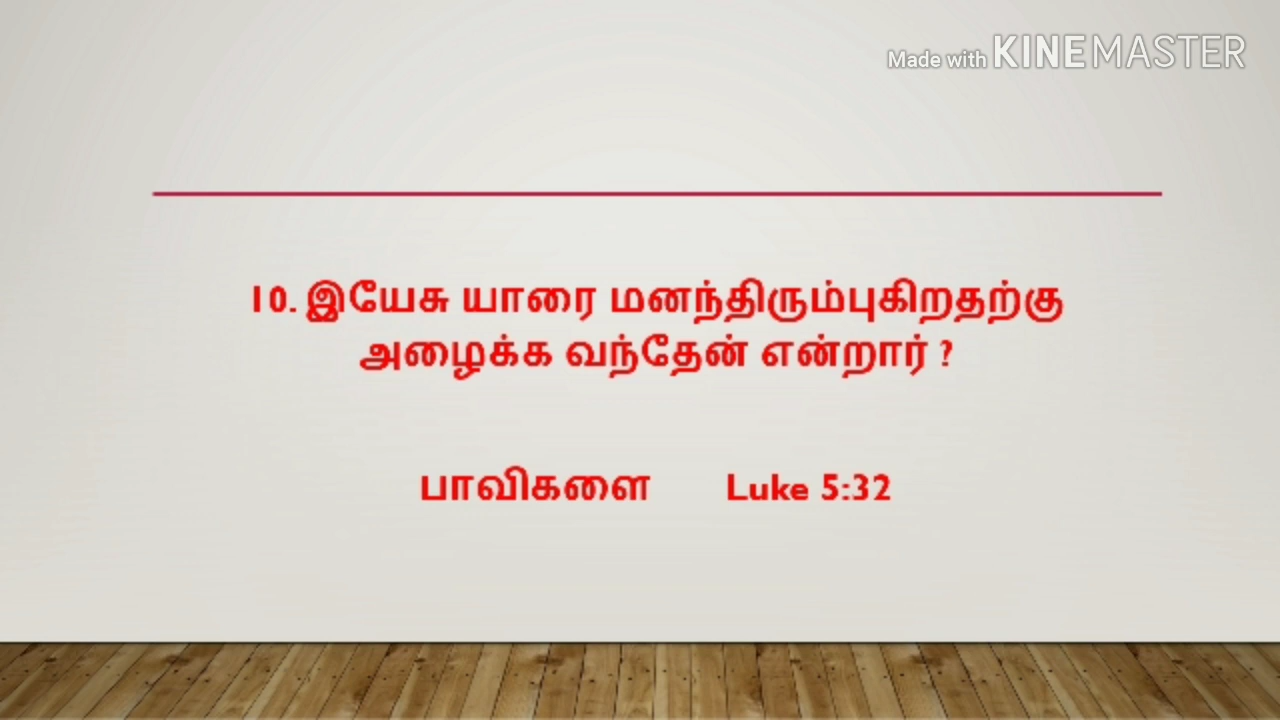 Made with KINEMASTER
10. இயேசு யாரை மனந்திரும்புகிறதற்கு
அழைக்க வந்தேன் என்றார் ?
பாவிகளை Luke 5:32